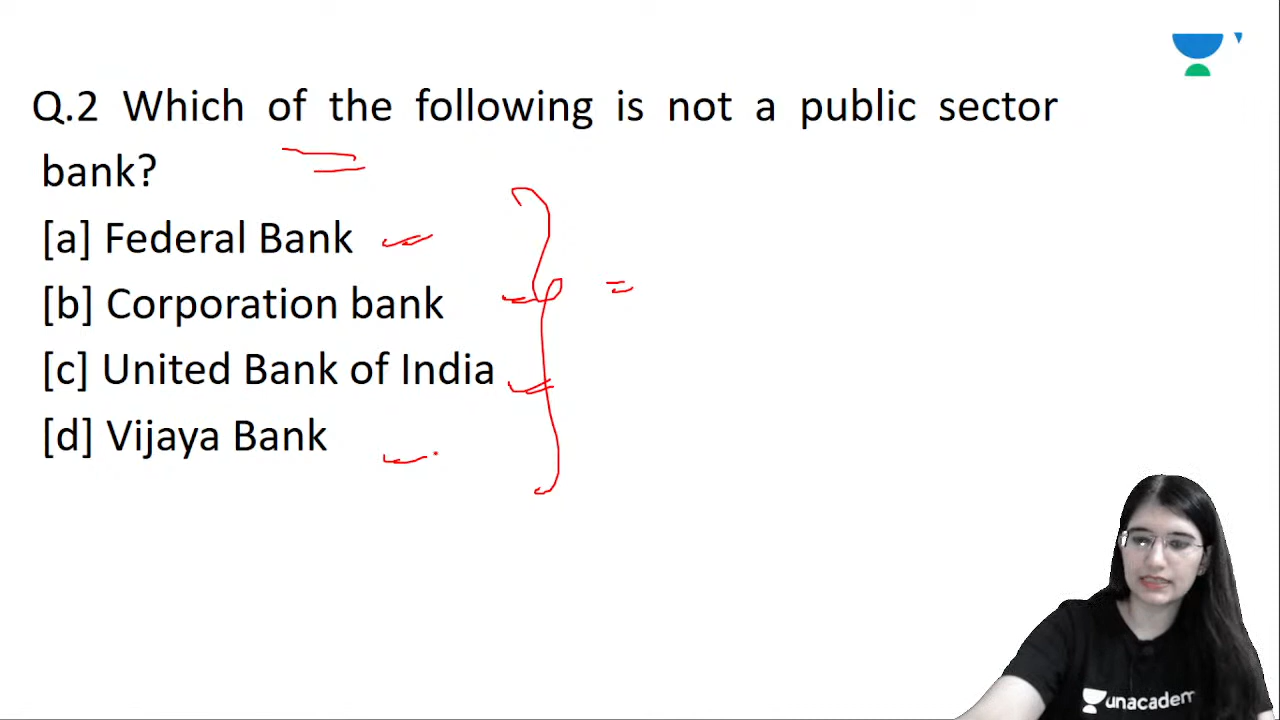 Q.2 Which of the following is not a public sector
bank?
[a] Federal Bank
[b] Corporation bank
[c] United Bank of India
[d] Vijaya Bank
unacadem